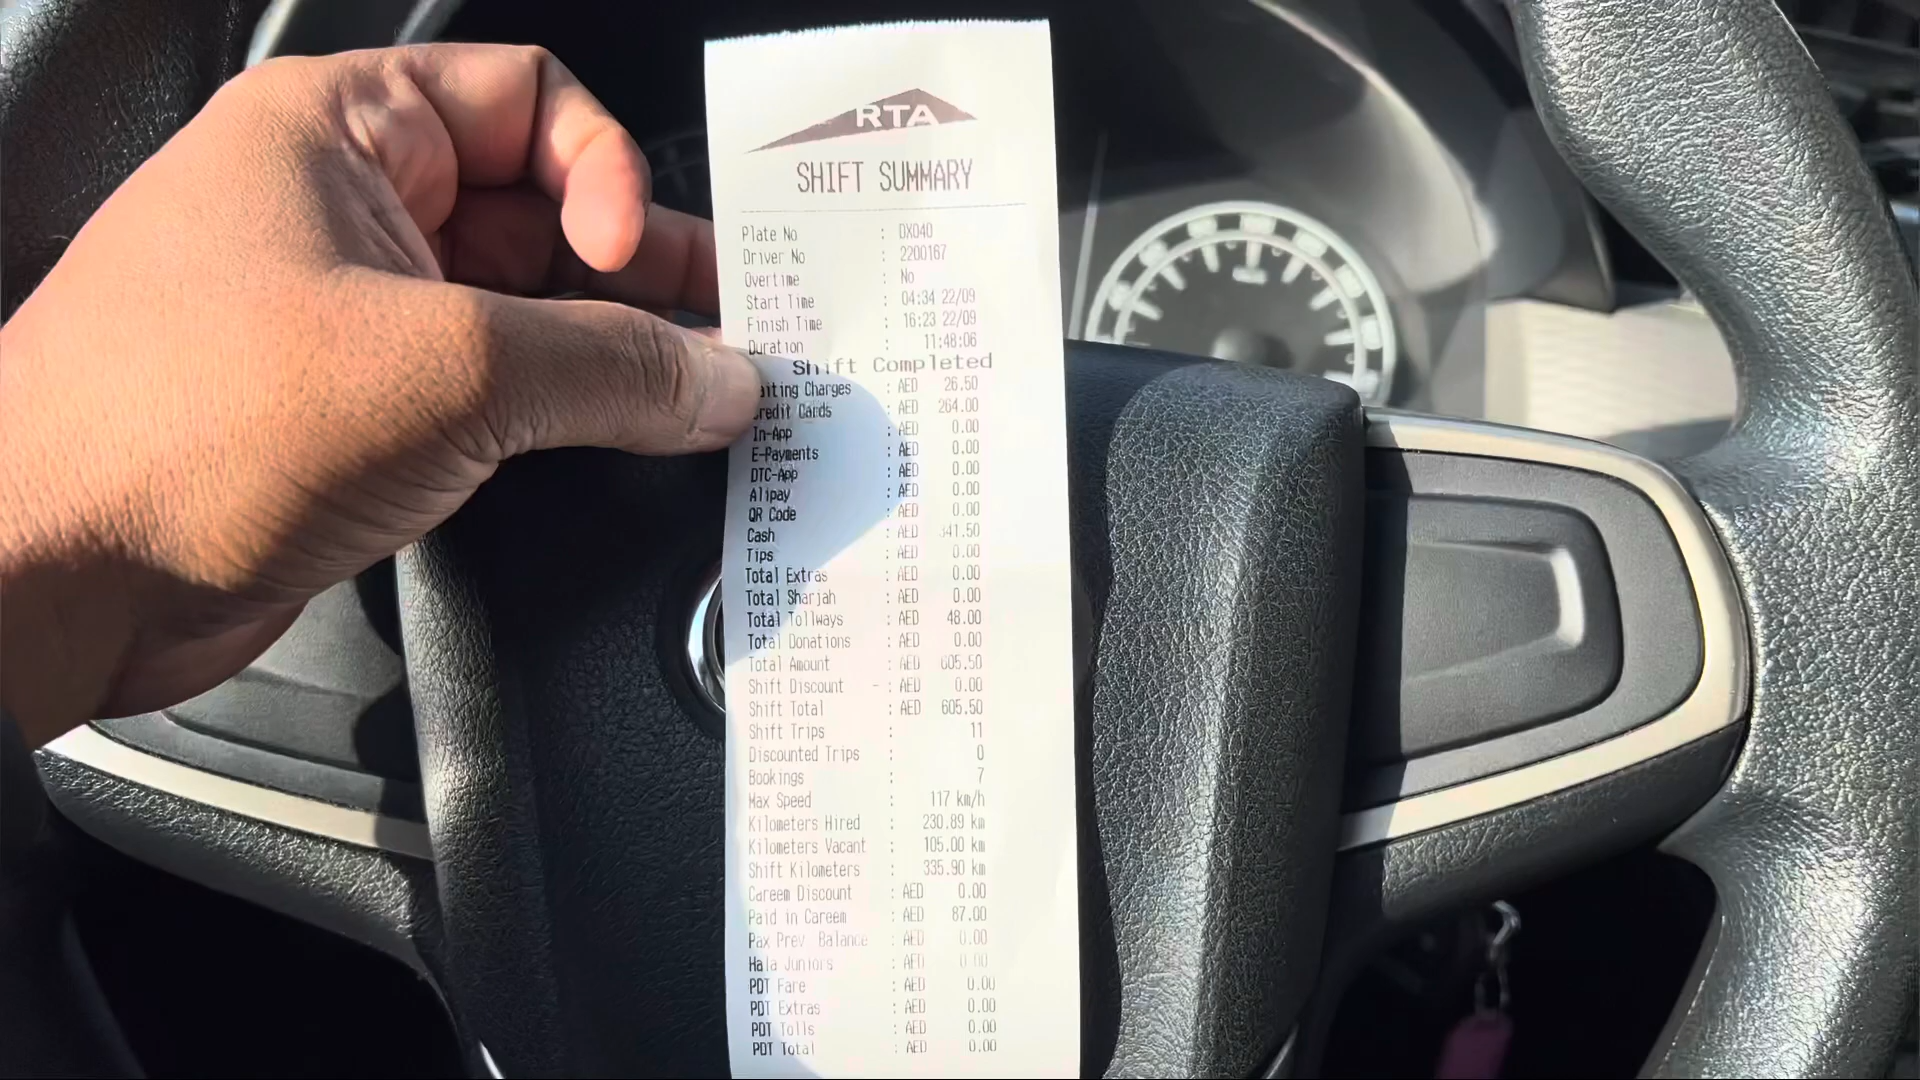 RTA
SHIFT SUMMARY
Plate No : DX040
Driver No : 2200167
Overtime : No
Start Time : 04:34 22/09
Finish Time : 16:23 22/09
Duration : 11:48:06
Shift Completed
aiting Charges : AED 26.50
redit Cards : AED 264.00
In-App : AED 0.00
E-Payments : AED 0.00
DTC-App : AED 0.00
Alipay : AED 0.00
QR Code : AED 0.00
Cash : AED 341.50
Tips : AED 0.00
Total Extras : AED 0.00
Total Sharjah : AED 0.00
Total Tollways : AED 48.00
Total Donations : AED 0.00
Total Amount : AED 605.50
Shift Discount - : AED 0.00
Shift Total : AED 605.50
Shift Trips : 11
Discounted Trips : 0
Bookings : 7
Max Speed : 117 km/h
Kilometers Hired : 230.89 km
Kilometers Vacant : 105.00 km
Shift Kilometers : 335.90 km
Careem Discount : AED 0.00
Paid in Careem : AED 87.00
Pax Prev Balance : AED 0.00
Hala Juniors : AED 0.00
PDT Fare : AED 0.00
PDT Extras : AED 0.00
PDT Tolls : AED 0.00
PDT Total : AED 0.00